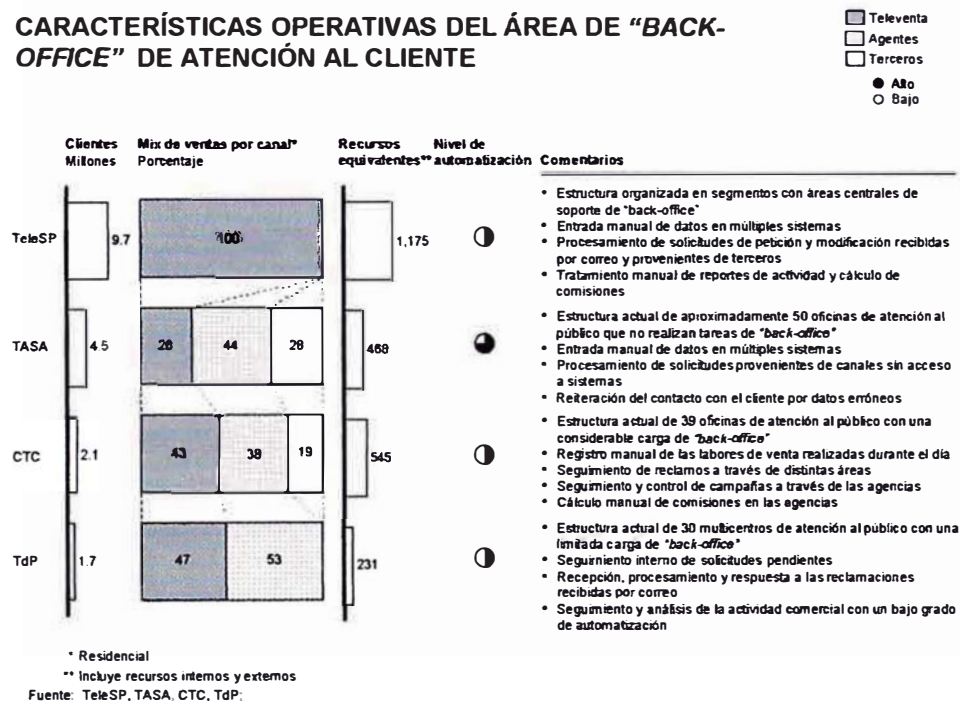 CARACTERÍSTICAS OPERATIVAS DEL ÁREA DE "BACK-
OFFICE" DE ATENCIÓN AL CLIENTE
Televenta
Agentes
Terceros
Alto
Bajo
Clientes
Millones
Mix de ventas por canal*
Porcentaje
Recursos
equivalentes**
Nivel de
automatización
Comentarios
TeleSP
9.7
100
1,175
* Estructura organizada en segmentos con áreas centrales de
soporte de "back-office"
* Entrada manual de datos en múltiples sistemas
* Procesamiento de solicitudes de petición y modificación recibidas
por correo y provenientes de terceros
* Tratamiento manual de reportes de actividad y cálculo de
comisiones
TASA
4.5
28
44
28
468
* Estructura actual de aproximadamente 50 oficinas de atención al
público que no realizan tareas de "back-office"
* Entrada manual de datos en múltiples sistemas
* Procesamiento de solicitudes provenientes de canales sin acceso
a sistemas
* Reiteración del contacto con el cliente por datos erróneos
CTC
2.1
43
38
19
545
* Estructura actual de 39 oficinas de atención al público con una
considerable carga de "back-office"
* Registro manual de las labores de venta realizadas durante el día
* Seguimiento de reclamos a través de distintas áreas
* Seguimiento y control de campañas a través de las agencias
* Cálculo manual de comisiones en las agencias
TdP
1.7
47
53
231
* Estructura actual de 30 multicentros de atención al público con una
limitada carga de "back-office"
* Seguimiento interno de solicitudes pendientes
* Recepción, procesamiento y respuesta a las reclamaciones
recibidas por correo
* Seguimiento y análisis de la actividad comercial con un bajo grado
de automatización
* Residencial
** Incluye recursos internos y externos
Fuente: TeleSP, TASA, CTC, TdP;